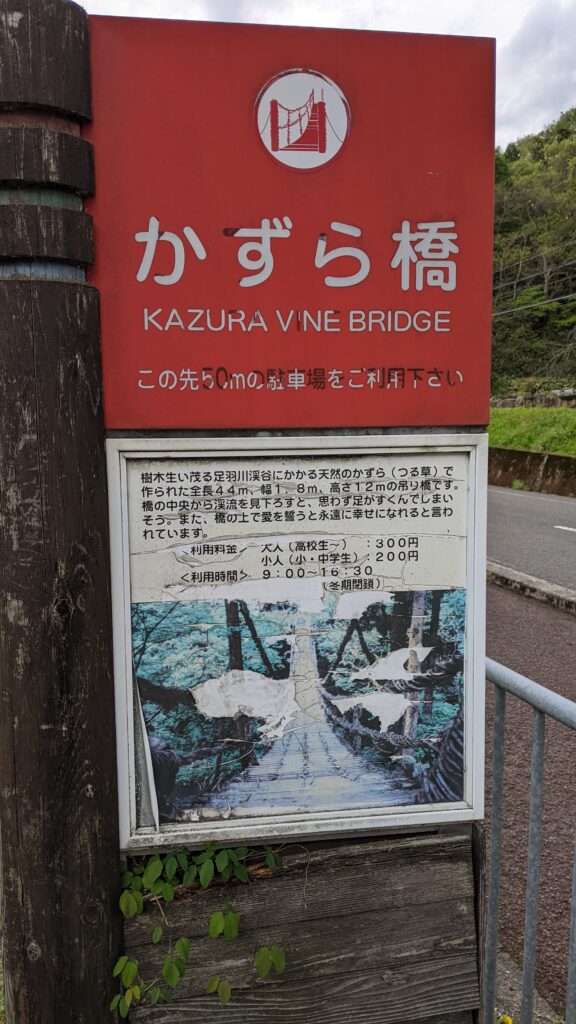 かずら橋
KAZURA VINE BRIDGE
この先50mの駐車場をご利用下さい
樹木生い茂る足羽川渓谷にかかる天然のかずら（つる草）で
作られた全長44m、幅1.8m、高さ12mの吊り橋です。
橋の中央から渓流を見下ろすと、思わず足がすくんでしまい
そう。また、橋の上で愛を誓うと永遠に幸せになれると言わ
れています。
＜利用料金＞ 大人（高校生～）：300円
小人（小・中学生）：200円
＜利用時間＞ 9：00～16：30
（冬期閉鎖）